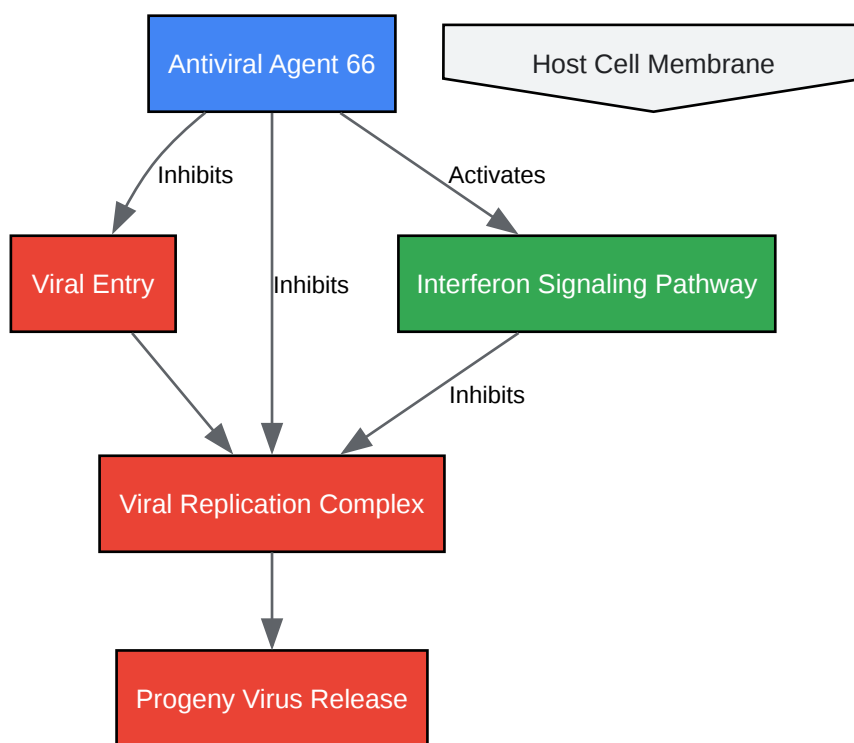 Antiviral Agent 66
Host Cell Membrane
Inhibits
Activates
Viral Entry
Inhibits
Interferon Signaling Pathway
Inhibits
Viral Replication Complex
Progeny Virus Release